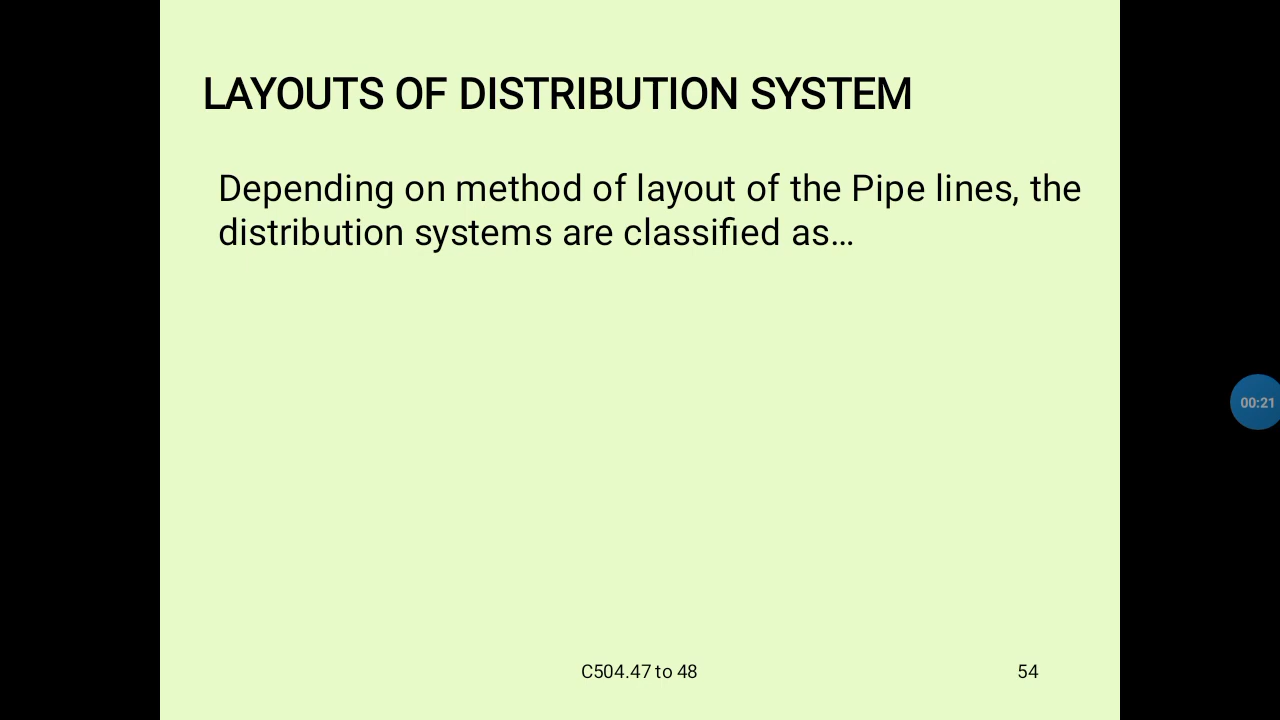 LAYOUTS OF DISTRIBUTION SYSTEM
Depending on method of layout of the Pipe lines, the
distribution systems are classified as…
00:21
C504.47 to 48
54